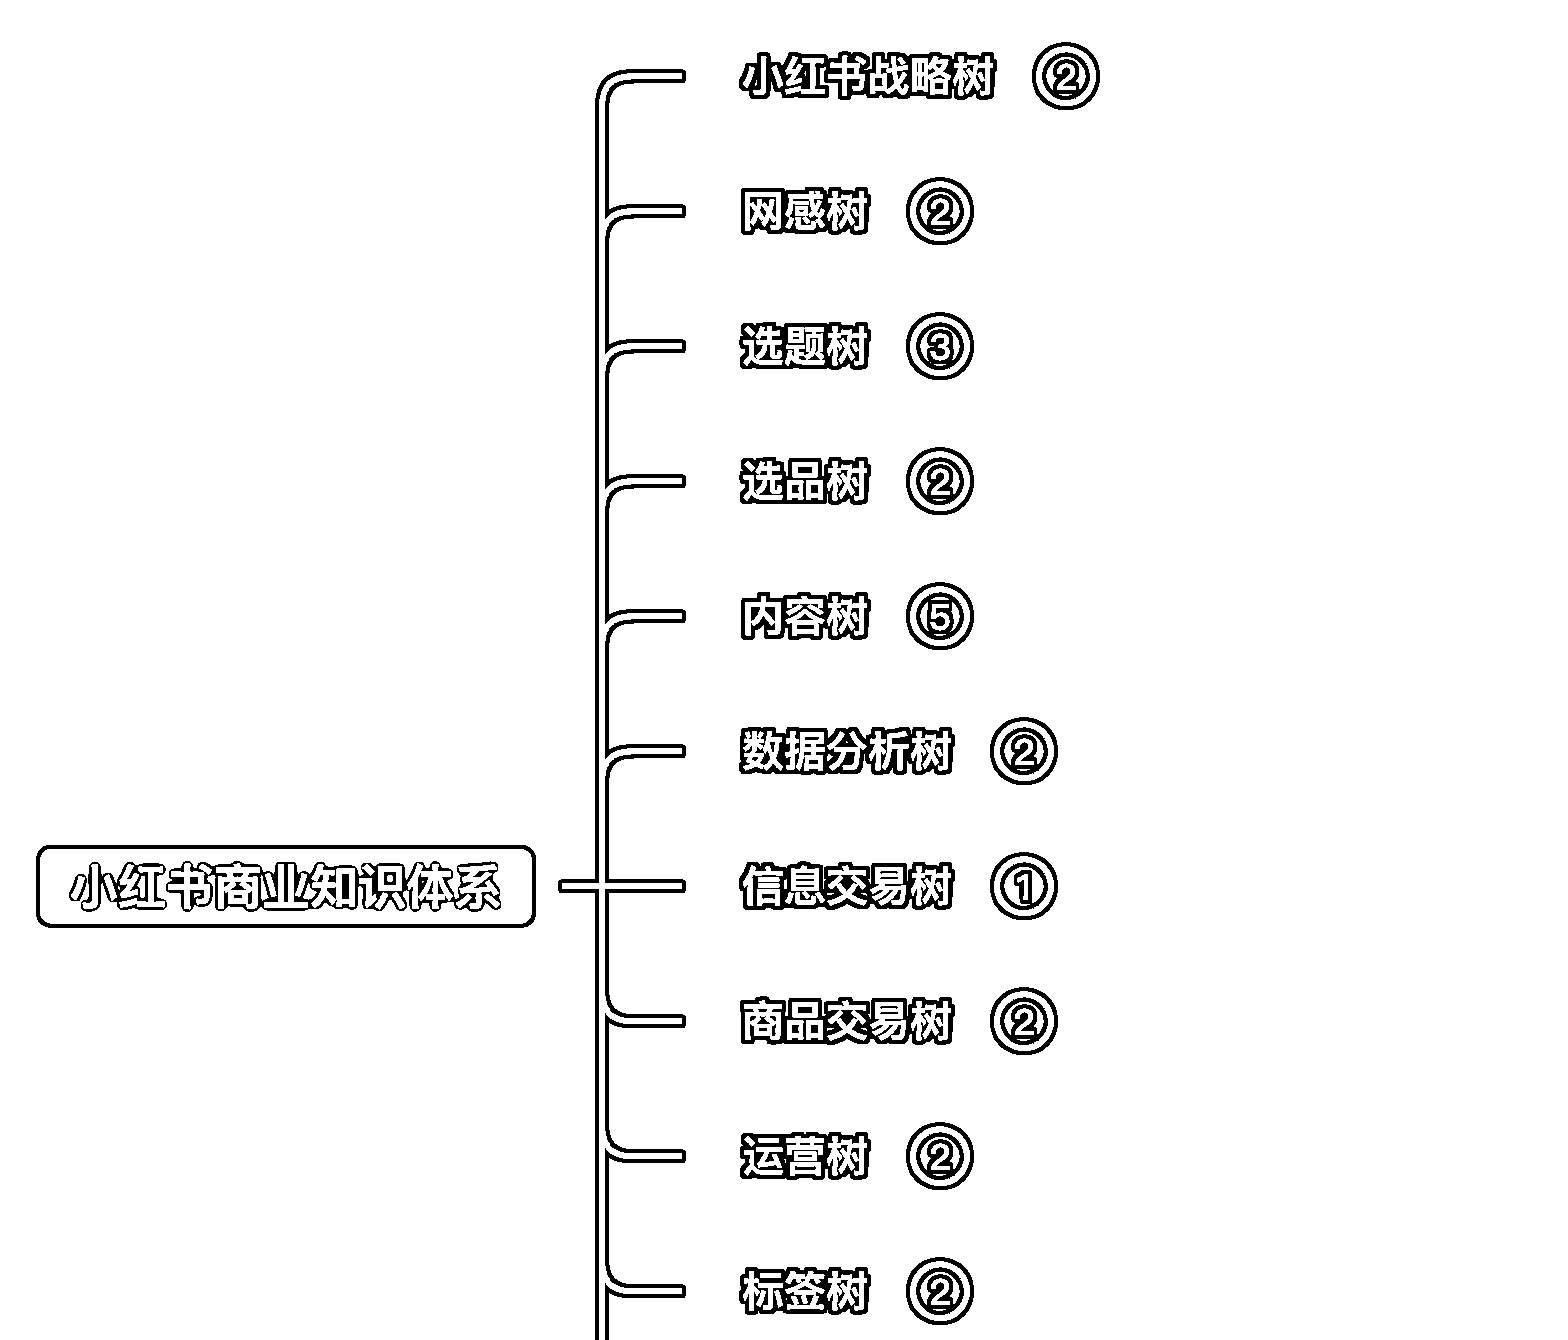 小红书战略树 ②
网感树 ②
选题树 ③
选品树 ②
内容树 ⑤
数据分析树 ②
小红书商业知识体系
信息交易树 ①
商品交易树 ②
运营树 ②
标签树 ②